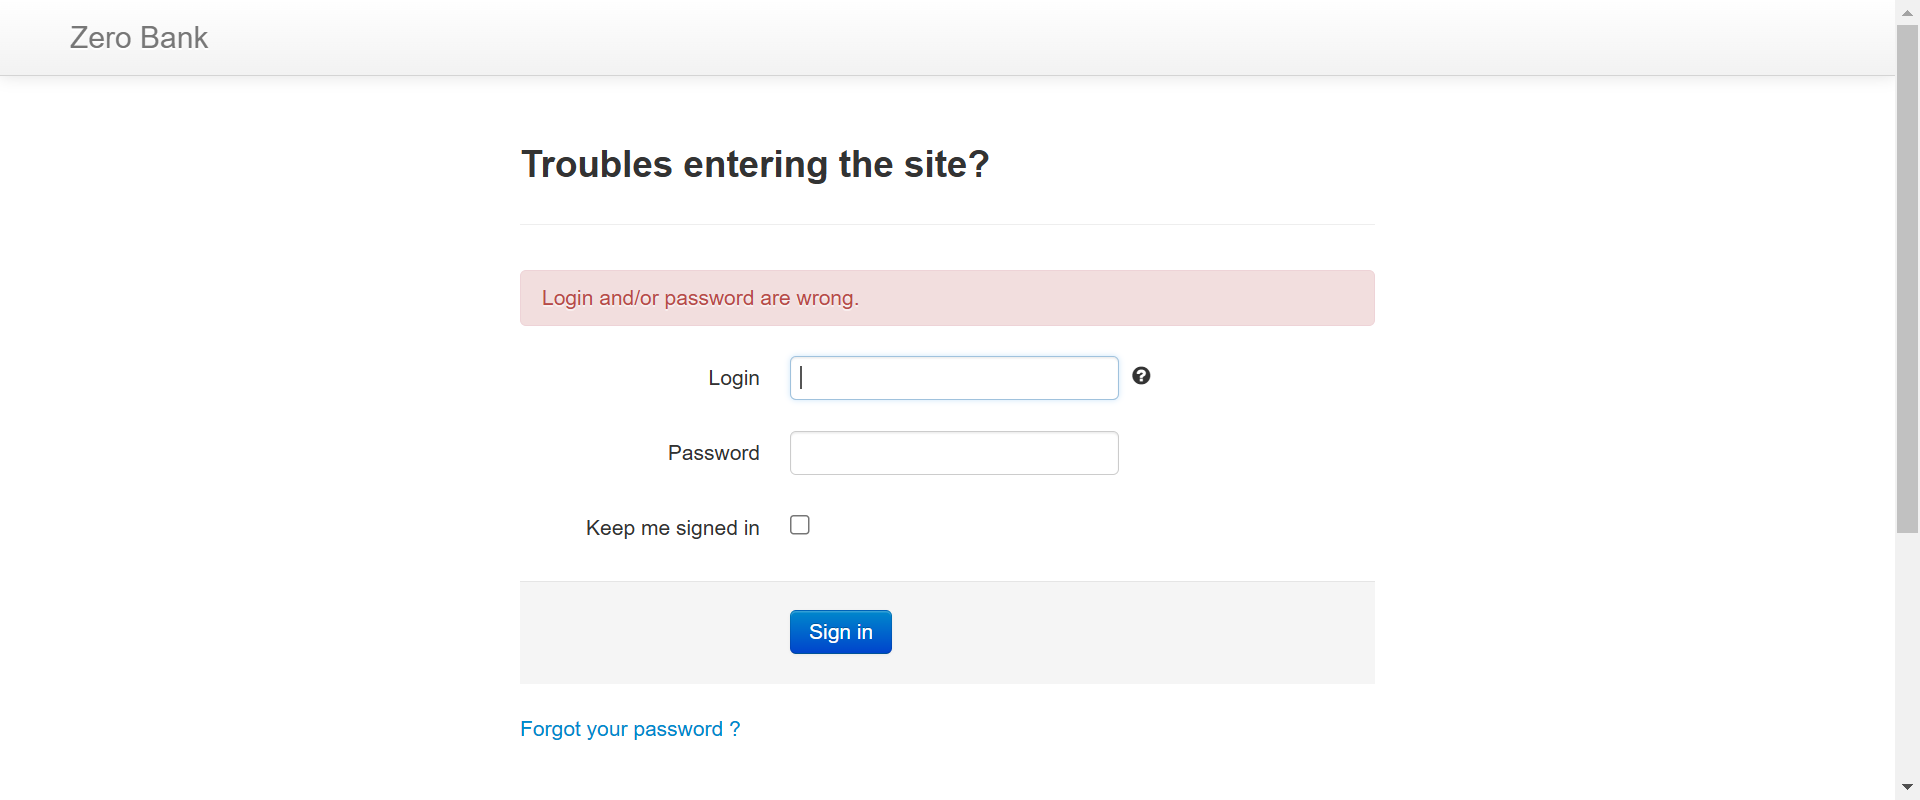 Zero Bank
Troubles entering the site?
Login and/or password are wrong.
Login
Password
Keep me signed in
Sign in
Forgot your password ?